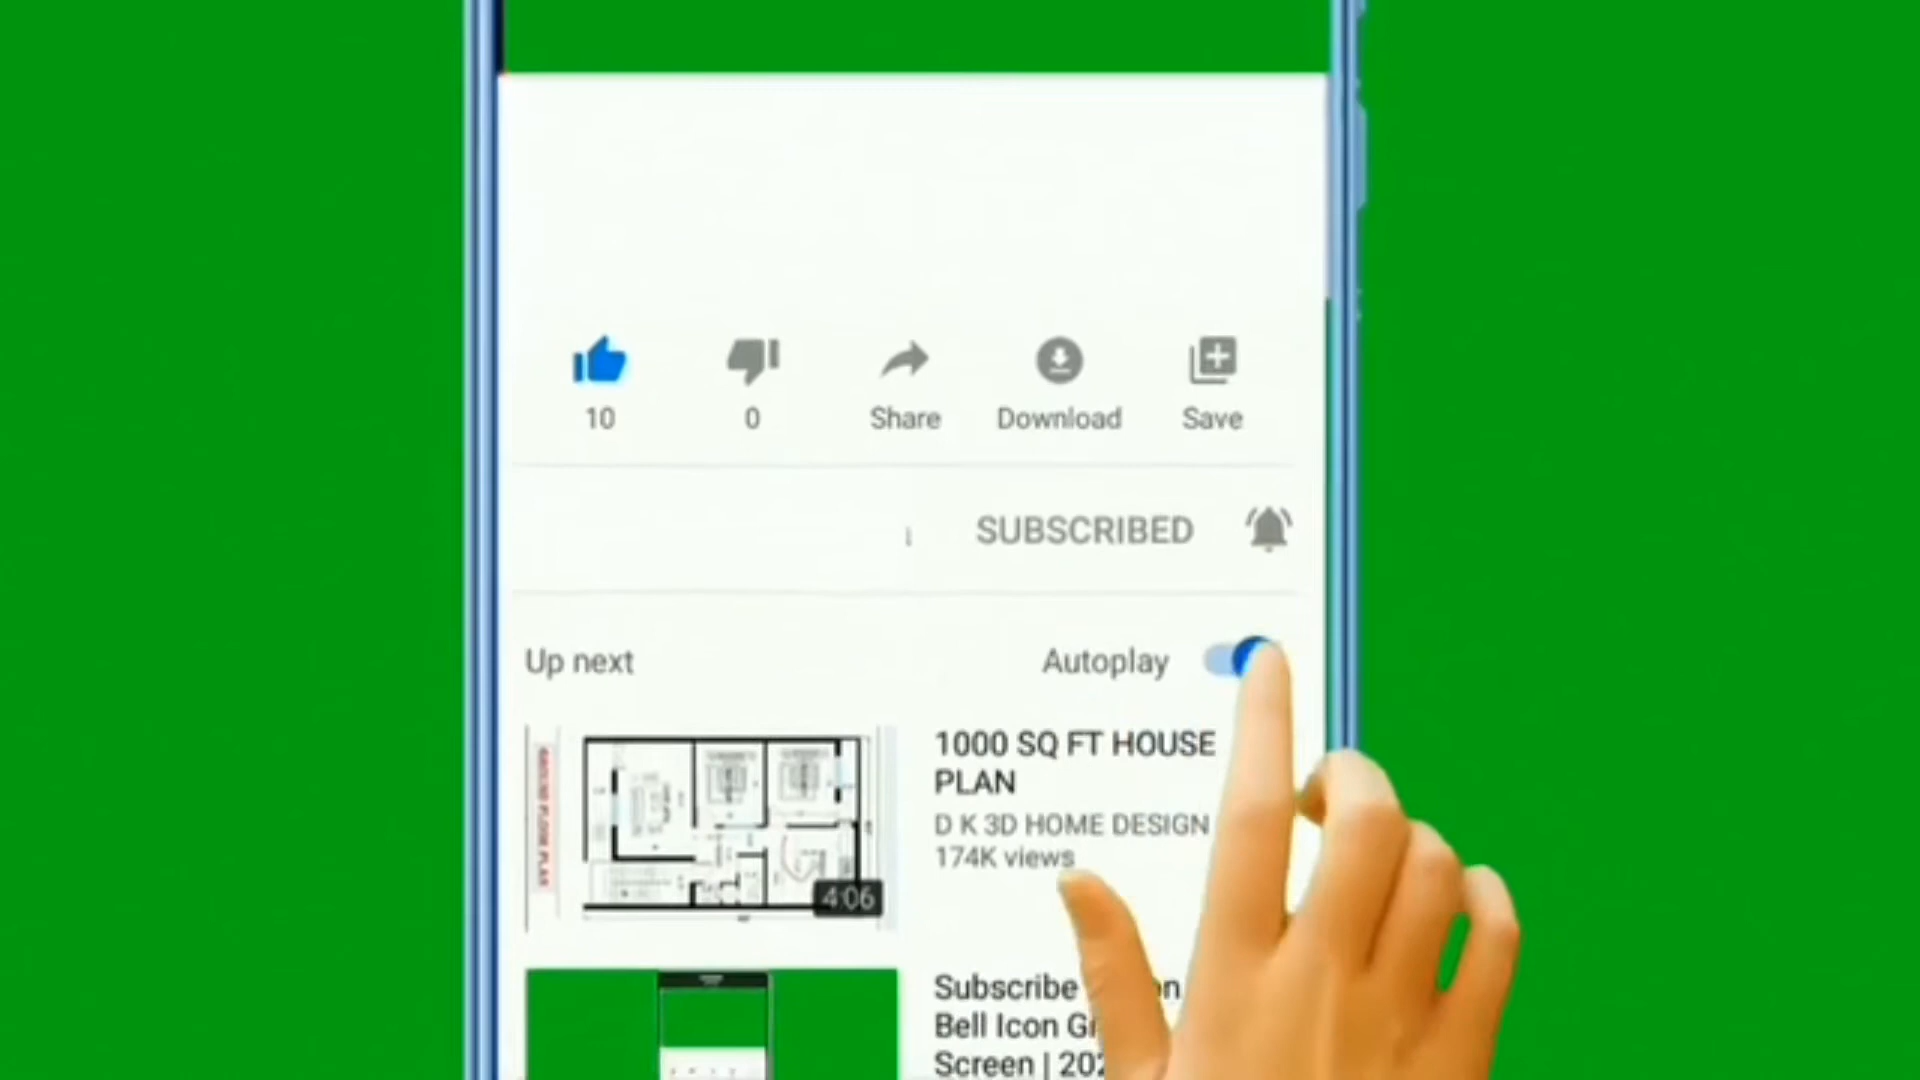 10
0
Share
Download
Save
SUBSCRIBED
Up next
Autoplay
1000 SQ FT HOUSE
PLAN
D K 3D HOME DESIGN
174K views
4:06
Subscribe
Bell Icon
Screen |